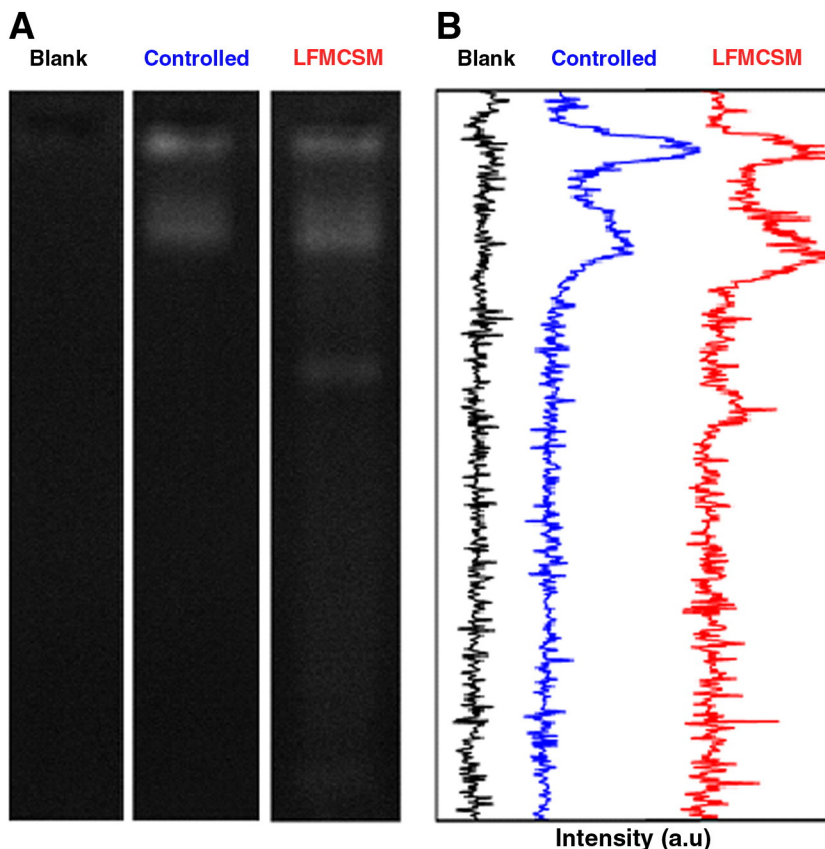 A
Blank Controlled LFMCSM
B
Blank Controlled LFMCSM
Intensity (a.u)